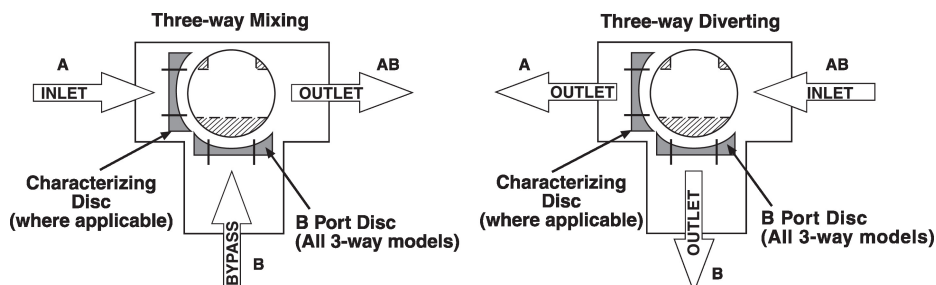 Three-way Mixing
A
INLET
AB
OUTLET
Characterizing
Disc
(where applicable)
BYPASS
B
B Port Disc
(All 3-way models)
Three-way Diverting
A
OUTLET
AB
INLET
Characterizing
Disc
(where applicable)
OUTLET
B
B Port Disc
(All 3-way models)